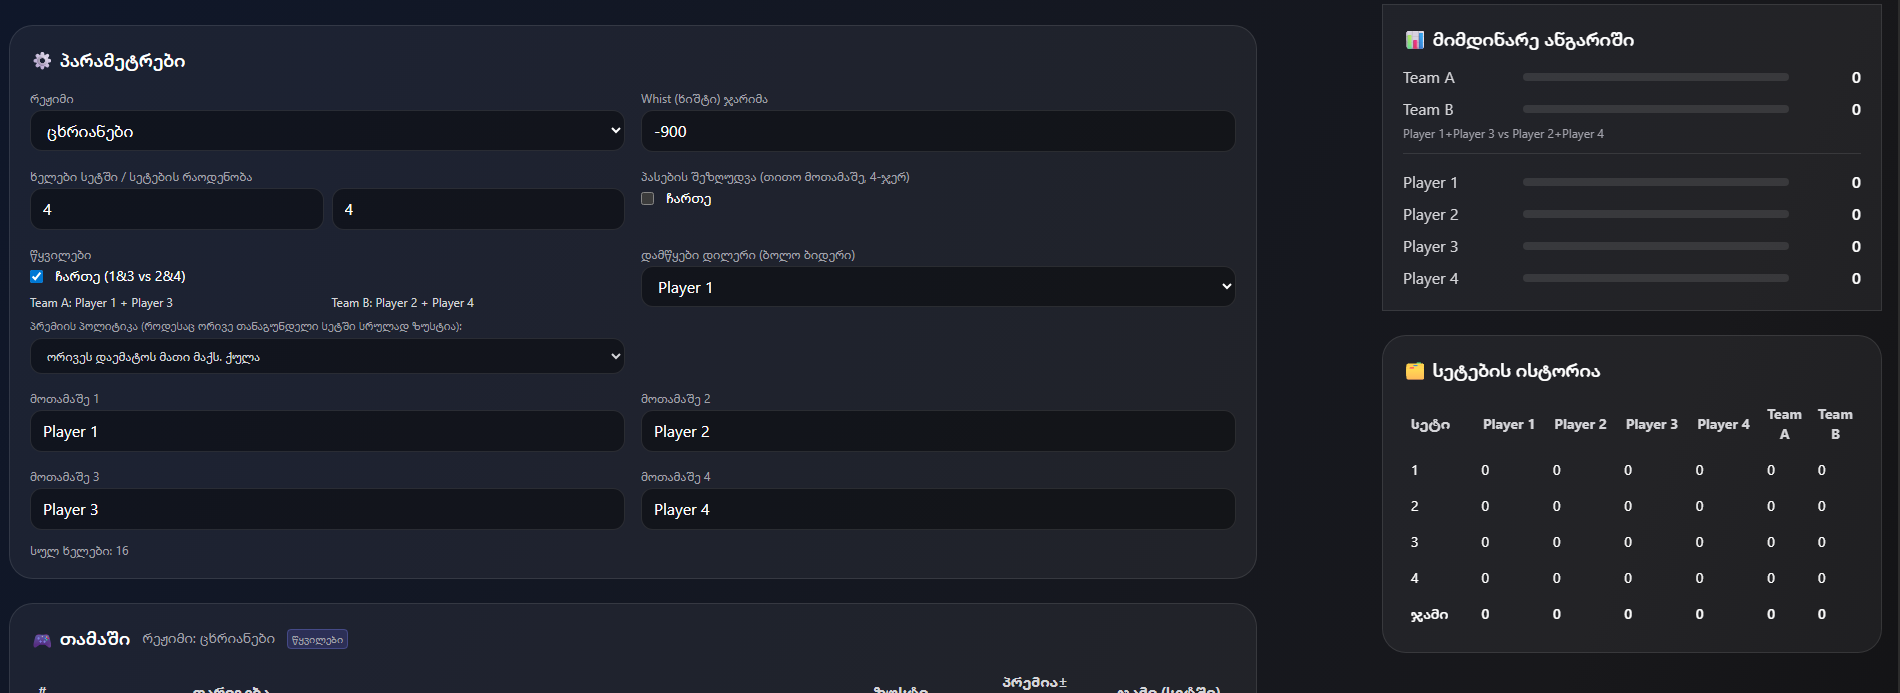 პარამეტრები
რეჟიმი
ცხრიანები
Whist (ხიშტი) ჯარიმა
-900
ხელები სეტში / სეტების რაოდენობა
4 4
პასების შეზღუდვა (თითო მოთამაშე, 4-ჯერ)
ჩართე
წყვილები
ჩართე (1&3 vs 2&4)
Team A: Player 1 + Player 3 Team B: Player 2 + Player 4
პრემიის პოლიტიკა (როდესაც ორივე თანაგუნდელი სეტში სრულად ზუსტია):
ორივეს დაემატოს მათი მაქს. ქულა
დამწყები დილერი (ბოლო ბიდერი)
Player 1
მოთამაშე 1
Player 1
მოთამაშე 2
Player 2
მოთამაშე 3
Player 3
მოთამაშე 4
Player 4
სულ ხელები: 16
თამაში რეჟიმი: ცხრიანები წყვილები
# დარიგება ზუსტი პრემია± ჯამი (სეტში)
მიმდინარე ანგარიში
Team A 0
Team B 0
Player 1+Player 3 vs Player 2+Player 4
Player 1 0
Player 2 0
Player 3 0
Player 4 0
სეტების ისტორია
სეტი Player 1 Player 2 Player 3 Player 4 Team A Team B
1 0 0 0 0 0 0
2 0 0 0 0 0 0
3 0 0 0 0 0 0
4 0 0 0 0 0 0
ჯამი 0 0 0 0 0 0